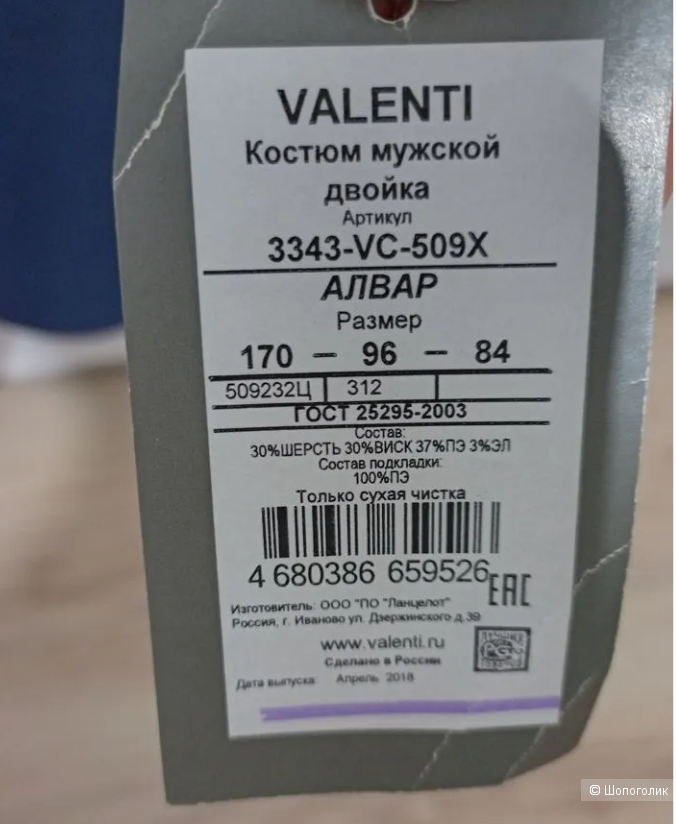 VALENTI
Костюм мужской
двойка
Артикул
3343-VC-509X
АЛВАР
Размер
170 — 96 — 84
509232Ц 312
ГОСТ 25295-2003
Состав:
30%ШЕРСТЬ 30%ВИСК 37%ПЭ 3%ЭЛ
Состав подкладки:
100%ПЭ
Только сухая чистка
4 680386 659526
EAC
Изготовитель: ООО "ПО "Ланцелот"
Россия, г. Иваново ул. Дзержинского д.39
www.valenti.ru
Сделано в России
Дата выпуска: Апрель 2018
© Шопоголик